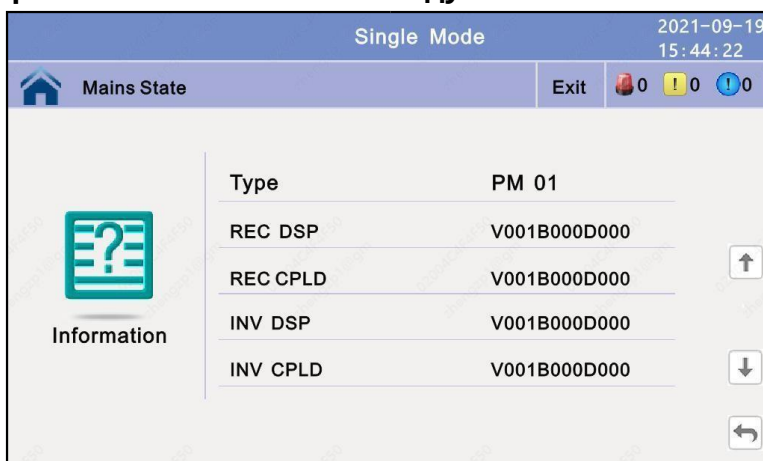 Single Mode
2021-09-19
15:44:22
Mains State
Exit
0
! 0
! 0
Type PM 01
REC DSP V001B000D000
REC CPLD V001B000D000
INV DSP V001B000D000
INV CPLD V001B000D000
?
Information